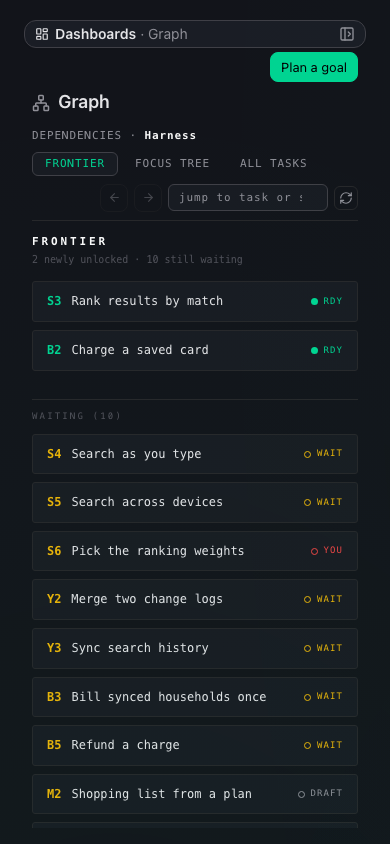 Dashboards · Graph
Plan a goal
Graph
DEPENDENCIES · Harness
FRONTIER FOCUS TREE ALL TASKS
← → jump to task or s
FRONTIER
2 newly unlocked · 10 still waiting
S3 Rank results by match RDY
B2 Charge a saved card RDY
WAITING (10)
S4 Search as you type WAIT
S5 Search across devices WAIT
S6 Pick the ranking weights YOU
Y2 Merge two change logs WAIT
Y3 Sync search history WAIT
B3 Bill synced households once WAIT
B5 Refund a charge WAIT
M2 Shopping list from a plan DRAFT